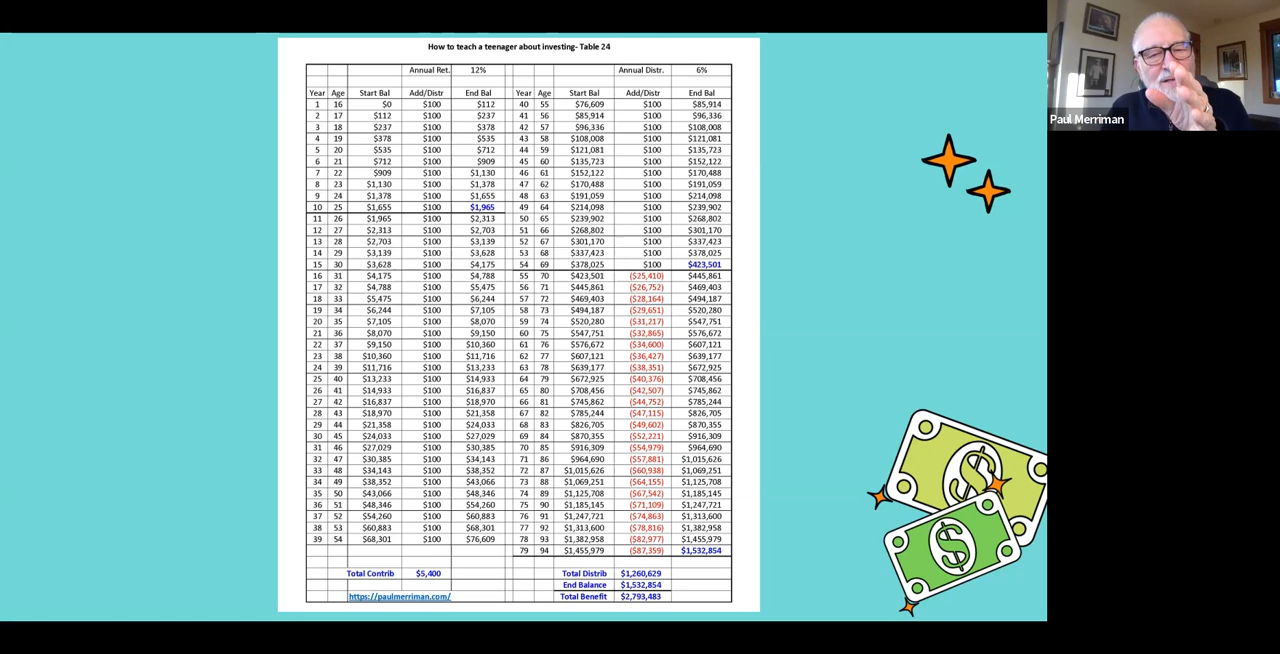 How to teach a teenager about investing- Table 24
Annual Ret. 12% Annual Distr. 6%
Year Age Start Bal Add/Distr End Bal Year Age Start Bal Add/Distr End Bal
1 16 $0 $100 $112 40 55 $76,609 $100 $85,914
2 17 $112 $100 $237 41 56 $85,914 $100 $96,336
3 18 $237 $100 $378 42 57 $96,336 $100 $108,008
4 19 $378 $100 $535 43 58 $108,008 $100 $121,081
5 20 $535 $100 $712 44 59 $121,081 $100 $135,723
6 21 $712 $100 $909 45 60 $135,723 $100 $152,122
7 22 $909 $100 $1,130 46 61 $152,122 $100 $170,488
8 23 $1,130 $100 $1,378 47 62 $170,488 $100 $191,059
9 24 $1,378 $100 $1,655 48 63 $191,059 $100 $214,098
10 25 $1,655 $100 $1,965 49 64 $214,098 $100 $239,902
11 26 $1,965 $100 $2,313 50 65 $239,902 $100 $268,802
12 27 $2,313 $100 $2,703 51 66 $268,802 $100 $301,170
13 28 $2,703 $100 $3,139 52 67 $301,170 $100 $337,423
14 29 $3,139 $100 $3,628 53 68 $337,423 $100 $378,025
15 30 $3,628 $100 $4,175 54 69 $378,025 $100 $423,501
16 31 $4,175 $100 $4,788 55 70 $423,501 ($25,410) $445,861
17 32 $4,788 $100 $5,475 56 71 $445,861 ($26,752) $469,403
18 33 $5,475 $100 $6,244 57 72 $469,403 ($28,164) $494,187
19 34 $6,244 $100 $7,105 58 73 $494,187 ($29,651) $520,280
20 35 $7,105 $100 $8,070 59 74 $520,280 ($31,217) $547,751
21 36 $8,070 $100 $9,150 60 75 $547,751 ($32,865) $576,672
22 37 $9,150 $100 $10,360 61 76 $576,672 ($34,600) $607,121
23 38 $10,360 $100 $11,716 62 77 $607,121 ($36,427) $639,177
24 39 $11,716 $100 $13,233 63 78 $639,177 ($38,351) $672,925
25 40 $13,233 $100 $14,933 64 79 $672,925 ($40,376) $708,456
26 41 $14,933 $100 $16,837 65 80 $708,456 ($42,507) $745,862
27 42 $16,837 $100 $18,970 66 81 $745,862 ($44,752) $785,244
28 43 $18,970 $100 $21,358 67 82 $785,244 ($47,115) $826,705
29 44 $21,358 $100 $24,033 68 83 $826,705 ($49,602) $870,355
30 45 $24,033 $100 $27,029 69 84 $870,355 ($52,221) $916,309
31 46 $27,029 $100 $30,385 70 85 $916,309 ($54,979) $964,690
32 47 $30,385 $100 $34,143 71 86 $964,690 ($57,881) $1,015,626
33 48 $34,143 $100 $38,352 72 87 $1,015,626 ($60,938) $1,069,251
34 49 $38,352 $100 $43,066 73 88 $1,069,251 ($64,155) $1,125,708
35 50 $43,066 $100 $48,346 74 89 $1,125,708 ($67,542) $1,185,145
36 51 $48,346 $100 $54,260 75 90 $1,185,145 ($71,109) $1,247,721
37 52 $54,260 $100 $60,883 76 91 $1,247,721 ($74,863) $1,313,600
38 53 $60,883 $100 $68,301 77 92 $1,313,600 ($78,816) $1,382,958
39 54 $68,301 $100 $76,609 78 93 $1,382,958 ($82,977) $1,455,979
79 94 $1,455,979 ($87,359) $1,532,854
Total Contrib $5,400 Total Distrib $1,260,629
End Balance $1,532,854
https://paulmerriman.com/ Total Benefit $2,793,483
Paul Merriman